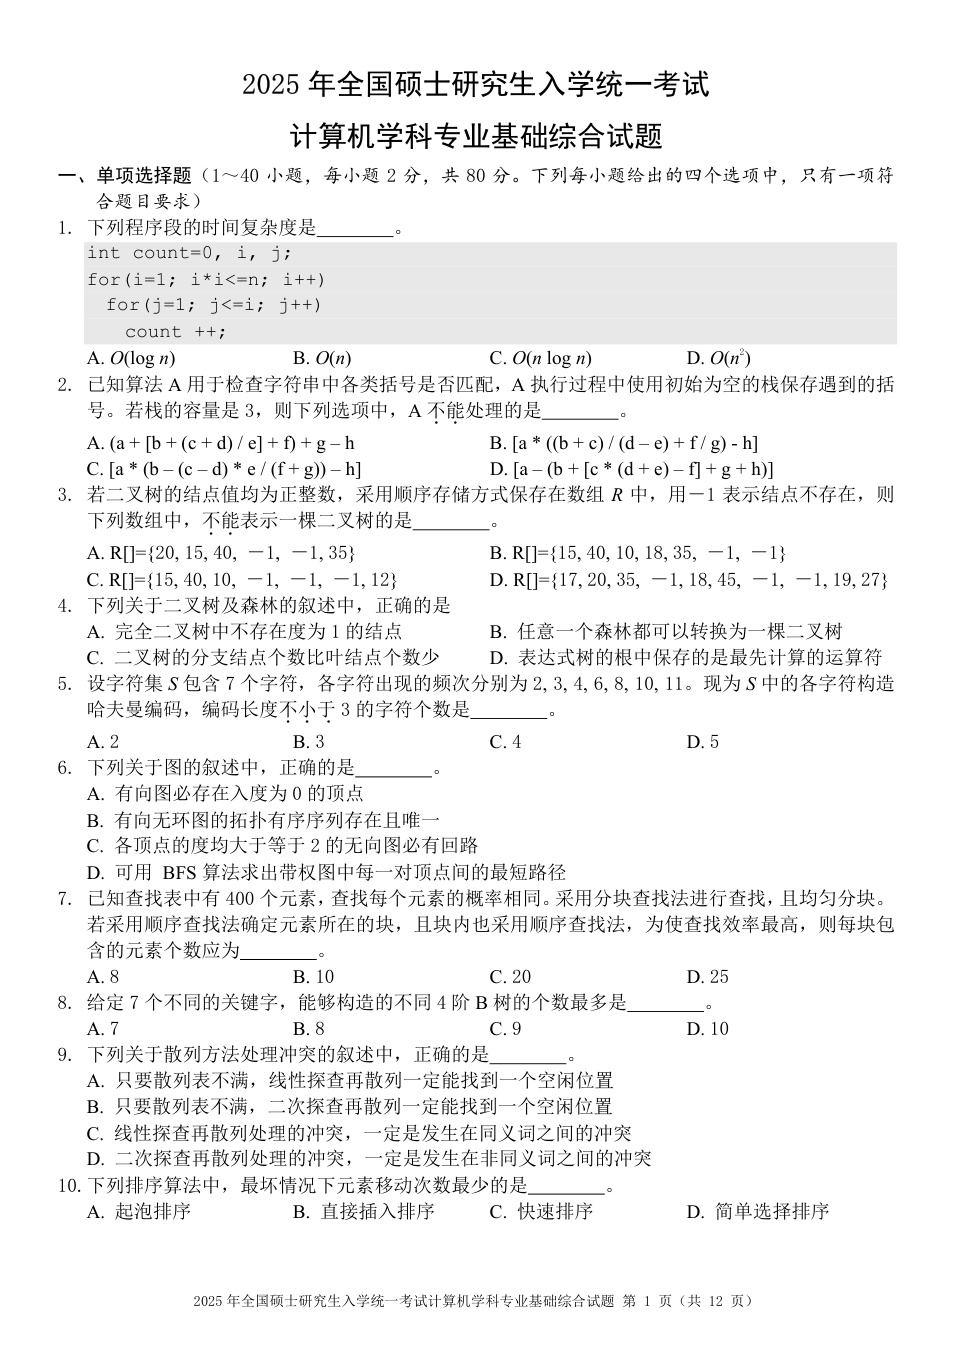 2025 年全国硕士研究生入学统一考试
计算机学科专业基础综合试题
一、单项选择题（1～40 小题，每小题 2 分，共 80 分。下列每小题给出的四个选项中，只有一项符
合题目要求）
1. 下列程序段的时间复杂度是________。
int count=0, i, j;
for(i=1; i*i<=n; i++)
for(j=1; j<=i; j++)
count ++;
A. O(log n) B. O(n) C. O(n log n) D. O(n²)
2. 已知算法 A 用于检查字符串中各类括号是否匹配，A 执行过程中使用初始为空的栈保存遇到的括
号。若栈的容量是 3，则下列选项中，A 不能处理的是________。
A. (a + [b + (c + d) / e] + f) + g – h B. [a * ((b + c) / (d – e) + f / g) - h]
C. [a * (b – (c – d) * e / (f + g)) – h] D. [a – (b + [c * (d + e) – f] + g + h)]
3. 若二叉树的结点值均为正整数，采用顺序存储方式保存在数组 R 中，用－1 表示结点不存在，则
下列数组中，不能表示一棵二叉树的是________。
A. R[]={20, 15, 40, －1, －1, 35} B. R[]={15, 40, 10, 18, 35, －1, －1}
C. R[]={15, 40, 10, －1, －1, －1, 12} D. R[]={17, 20, 35, －1, 18, 45, －1, －1, 19, 27}
4. 下列关于二叉树及森林的叙述中，正确的是
A. 完全二叉树中不存在度为 1 的结点 B. 任意一个森林都可以转换为一棵二叉树
C. 二叉树的分支结点个数比叶结点个数少 D. 表达式树的根中保存的是最先计算的运算符
5. 设字符集 S 包含 7 个字符，各字符出现的频次分别为 2, 3, 4, 6, 8, 10, 11。现为 S 中的各字符构造
哈夫曼编码，编码长度不小于 3 的字符个数是________。
A. 2 B. 3 C. 4 D. 5
6. 下列关于图的叙述中，正确的是________。
A. 有向图必存在入度为 0 的顶点
B. 有向无环图的拓扑有序序列存在且唯一
C. 各顶点的度均大于等于 2 的无向图必有回路
D. 可用 BFS 算法求出带权图中每一对顶点间的最短路径
7. 已知查找表中有 400 个元素，查找每个元素的概率相同。采用分块查找法进行查找，且均匀分块。
若采用顺序查找法确定元素所在的块，且块内也采用顺序查找法，为使查找效率最高，则每块包
含的元素个数应为________。
A. 8 B. 10 C. 20 D. 25
8. 给定 7 个不同的关键字，能够构造的不同 4 阶 B 树的个数最多是________。
A. 7 B. 8 C. 9 D. 10
9. 下列关于散列方法处理冲突的叙述中，正确的是________。
A. 只要散列表不满，线性探查再散列一定能找到一个空闲位置
B. 只要散列表不满，二次探查再散列一定能找到一个空闲位置
C. 线性探查再散列处理的冲突，一定是发生在同义词之间的冲突
D. 二次探查再散列处理的冲突，一定是发生在非同义词之间的冲突
10. 下列排序算法中，最坏情况下元素移动次数最少的是________。
A. 起泡排序 B. 直接插入排序 C. 快速排序 D. 简单选择排序
2025 年全国硕士研究生入学统一考试计算机学科专业基础综合试题 第 1 页（共 12 页）